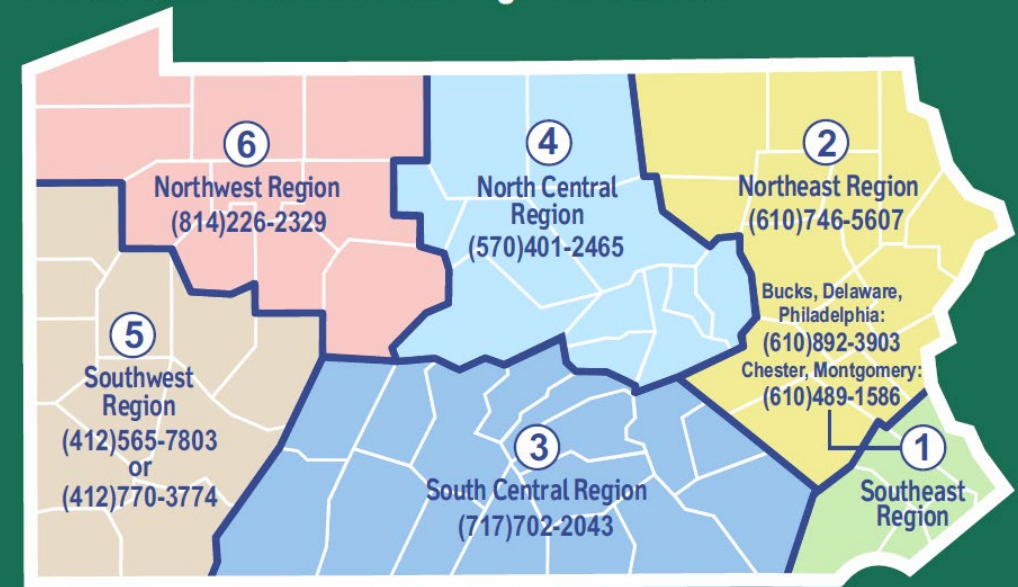 6
Northwest Region
(814)226-2329
4
North Central
Region
(570)401-2465
2
Northeast Region
(610)746-5607
Bucks, Delaware,
Philadelphia:
(610)892-3903
Chester, Montgomery:
(610)489-1586
5
Southwest
Region
(412)565-7803
or
(412)770-3774
3
South Central Region
(717)702-2043
1
Southeast
Region